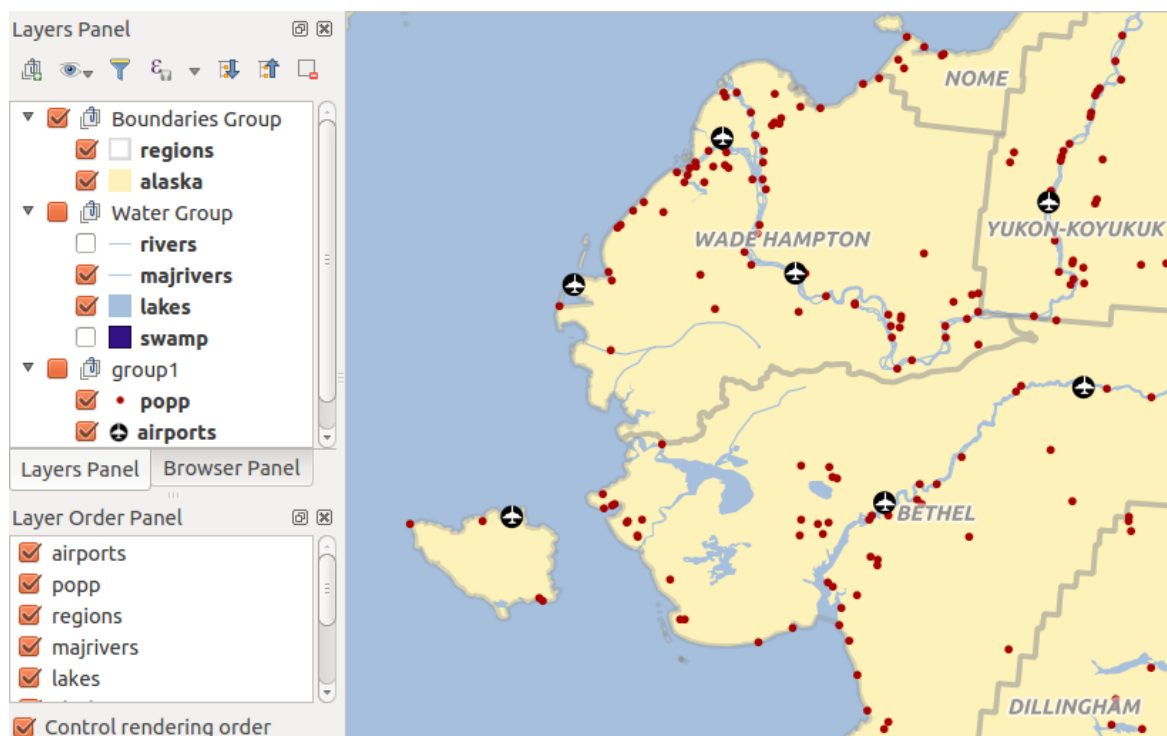 Layers Panel
Boundaries Group
regions
alaska
Water Group
rivers
majrivers
lakes
swamp
group1
popp
airports
Layers Panel
Browser Panel
Layer Order Panel
airports
popp
regions
majrivers
lakes
Control rendering order
NOME
YUKON-KOYUKUK
WADE HAMPTON
BETHEL
DILLINGHAM